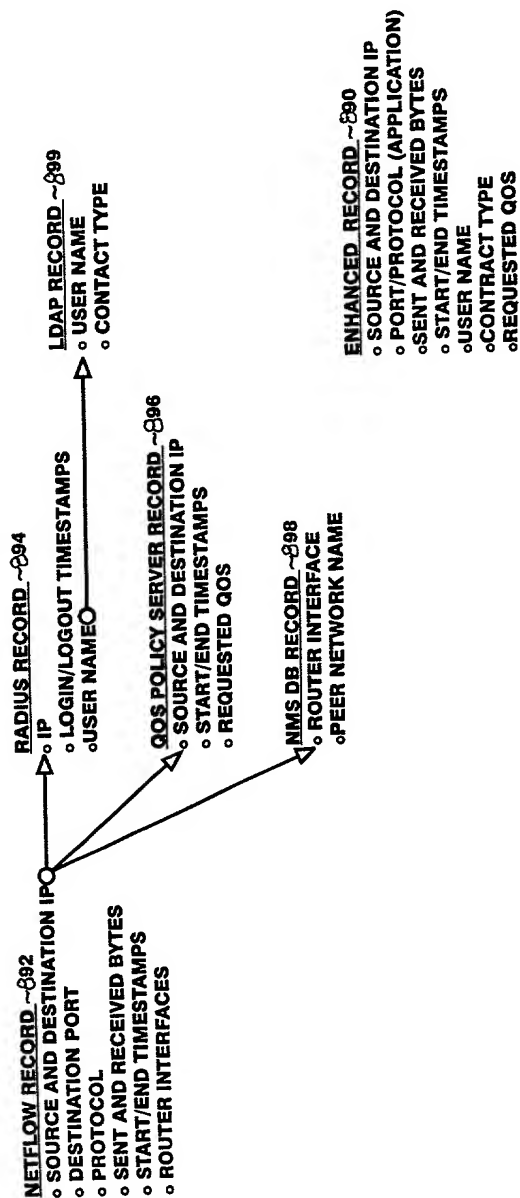 NETFLOW RECORD ~892
o SOURCE AND DESTINATION IP
o DESTINATION PORT
o PROTOCOL
o SENT AND RECEIVED BYTES
o START/END TIMESTAMPS
o ROUTER INTERFACES
RADIUS RECORD ~894
o IP
o LOGIN/LOGOUT TIMESTAMPS
o USER NAME
QOS POLICY SERVER RECORD ~896
o SOURCE AND DESTINATION IP
o START/END TIMESTAMPS
o REQUESTED QOS
NMS DB RECORD ~898
o ROUTER INTERFACE
o PEER NETWORK NAME
LDAP RECORD ~899
o USER NAME
o CONTACT TYPE
ENHANCED RECORD ~890
o SOURCE AND DESTINATION IP
o PORT/PROTOCOL (APPLICATION)
o SENT AND RECEIVED BYTES
o START/END TIMESTAMPS
o USER NAME
o CONTRACT TYPE
o REQUESTED QOS